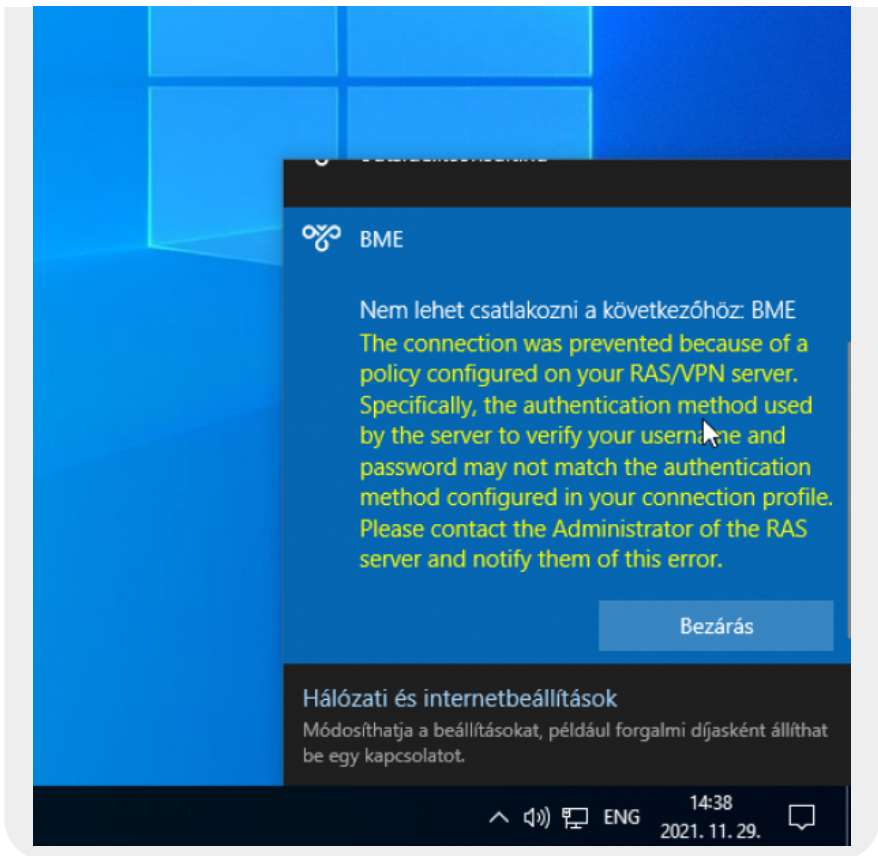 BME
Nem lehet csatlakozni a következőhöz: BME
The connection was prevented because of a
policy configured on your RAS/VPN server.
Specifically, the authentication method used
by the server to verify your username and
password may not match the authentication
method configured in your connection profile.
Please contact the Administrator of the RAS
server and notify them of this error.
Bezárás
Hálózati és internetbeállítások
Módosíthatja a beállításokat, például forgalmi díjasként állíthat
be egy kapcsolatot.
ENG
14:38
2021. 11. 29.